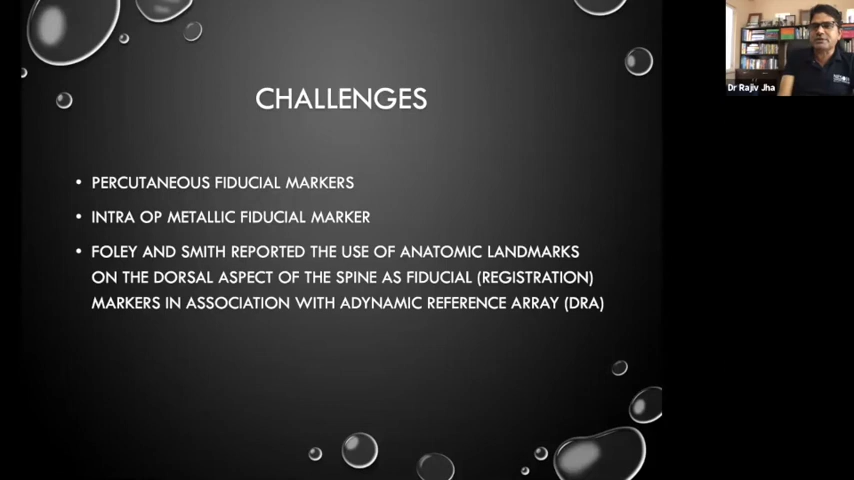 CHALLENGES
• PERCUTANEOUS FIDUCIAL MARKERS
• INTRA OP METALLIC FIDUCIAL MARKER
• FOLEY AND SMITH REPORTED THE USE OF ANATOMIC LANDMARKS
ON THE DORSAL ASPECT OF THE SPINE AS FIDUCIAL (REGISTRATION)
MARKERS IN ASSOCIATION WITH ADYNAMIC REFERENCE ARRAY (DRA)
Dr Rajiv Jha